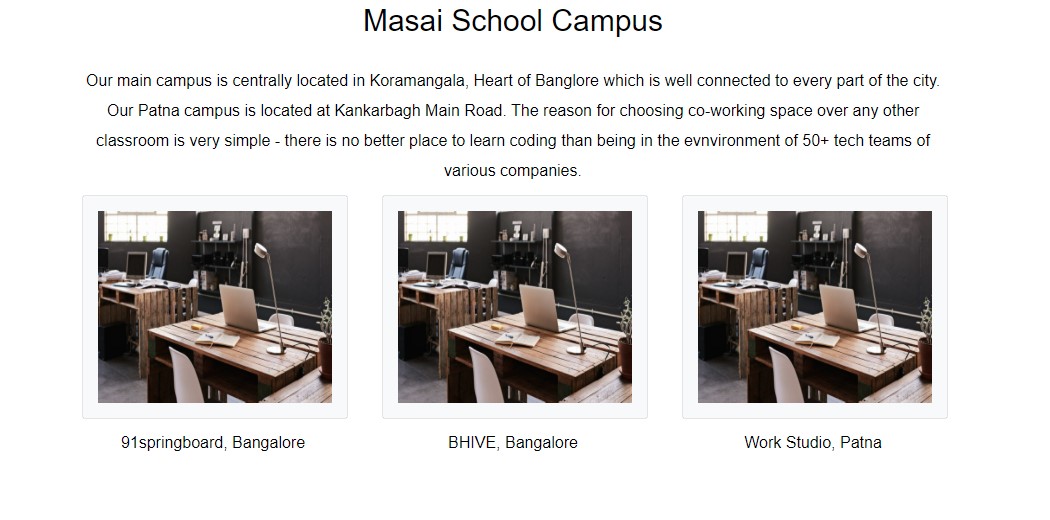 Masai School Campus
Our main campus is centrally located in Koramangala, Heart of Banglore which is well connected to every part of the city.
Our Patna campus is located at Kankarbagh Main Road. The reason for choosing co-working space over any other
classroom is very simple - there is no better place to learn coding than being in the evnvironment of 50+ tech teams of
various companies.
91springboard, Bangalore
BHIVE, Bangalore
Work Studio, Patna